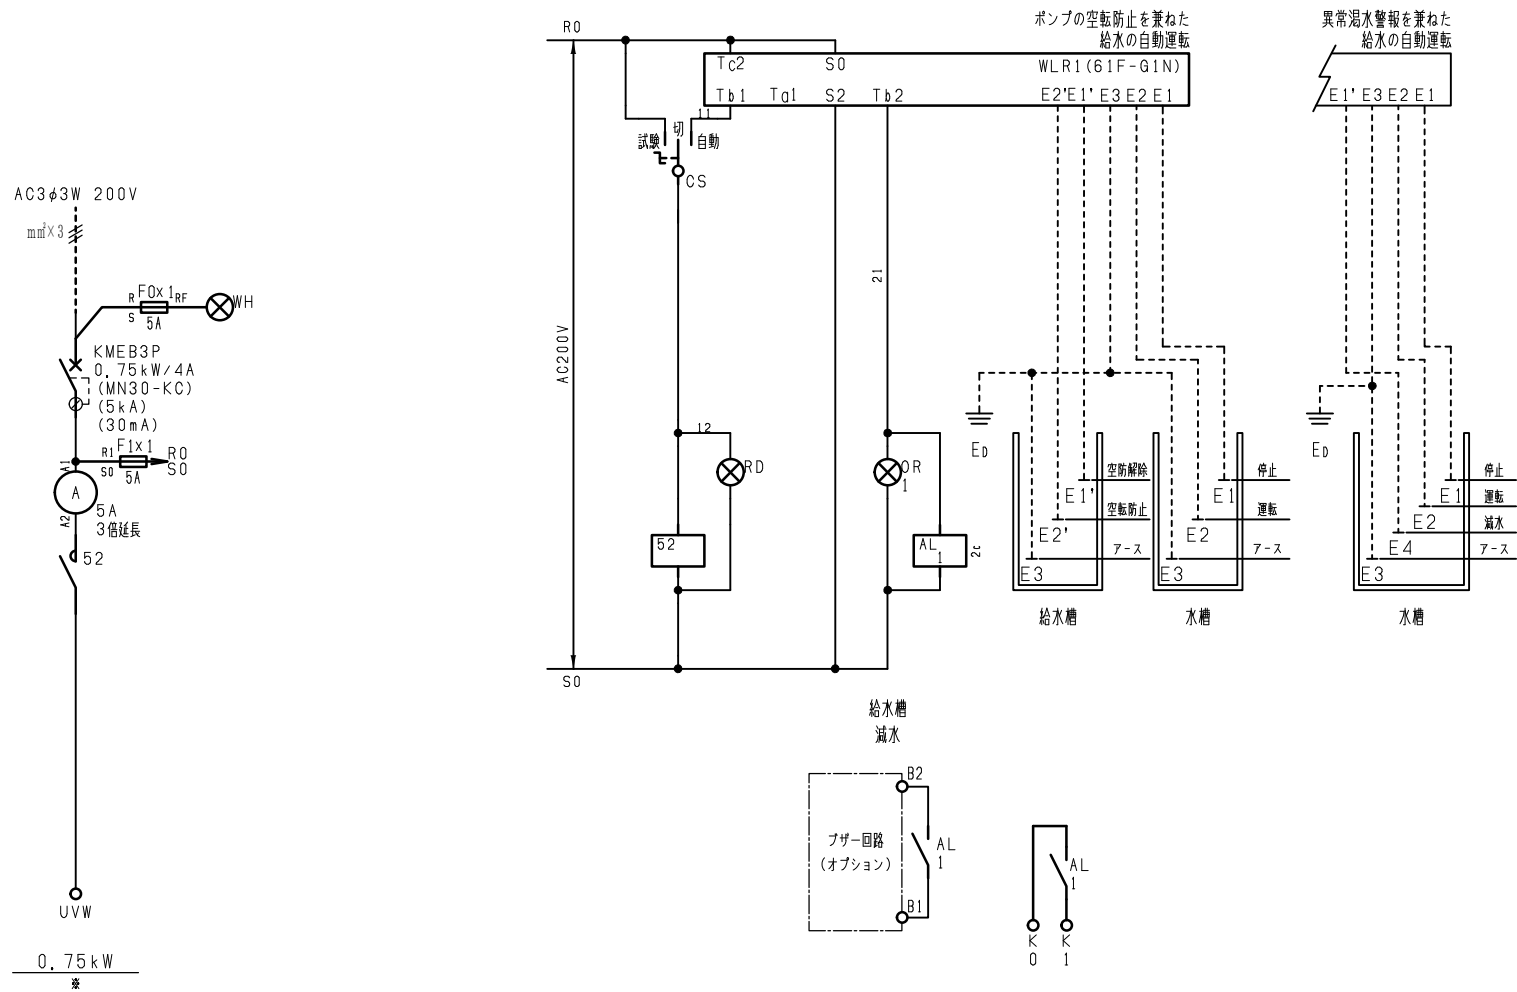 AC3φ3W 200V
mm²×3
F0×1
R
RF
S
5A
WH
KMEB3P
0.75kW/4A
(MN30-KC)
(5kA)
(30mA)
A1
R1
F1×1
R0
S0
S0
5A
A
A2
5A
3倍延長
52
UVW
0.75kW
R0
ポンプの空転防止を兼ねた
給水の自動運転
Tc2
S0
WLR1(61F-G1N)
Tb1
Ta1
S2
Tb2
E2'
E1'
E3
E2
E1
11
試験
切
自動
CS
21
AC200V
12
RD
OR
1
52
AL
1
2c
ED
空防解除
E1'
空転防止
E2'
アース
E3
給水槽
停止
E1
運転
E2
アース
E3
水槽
S0
異常渇水警報を兼ねた
給水の自動運転
E1'
E3
E2
E1
ED
停止
E1
運転
E2
減水
E4
アース
E3
水槽
給水槽
減水
B2
ブザー回路
(オプション)
AL
1
B1
AL
1
K
0
K
1